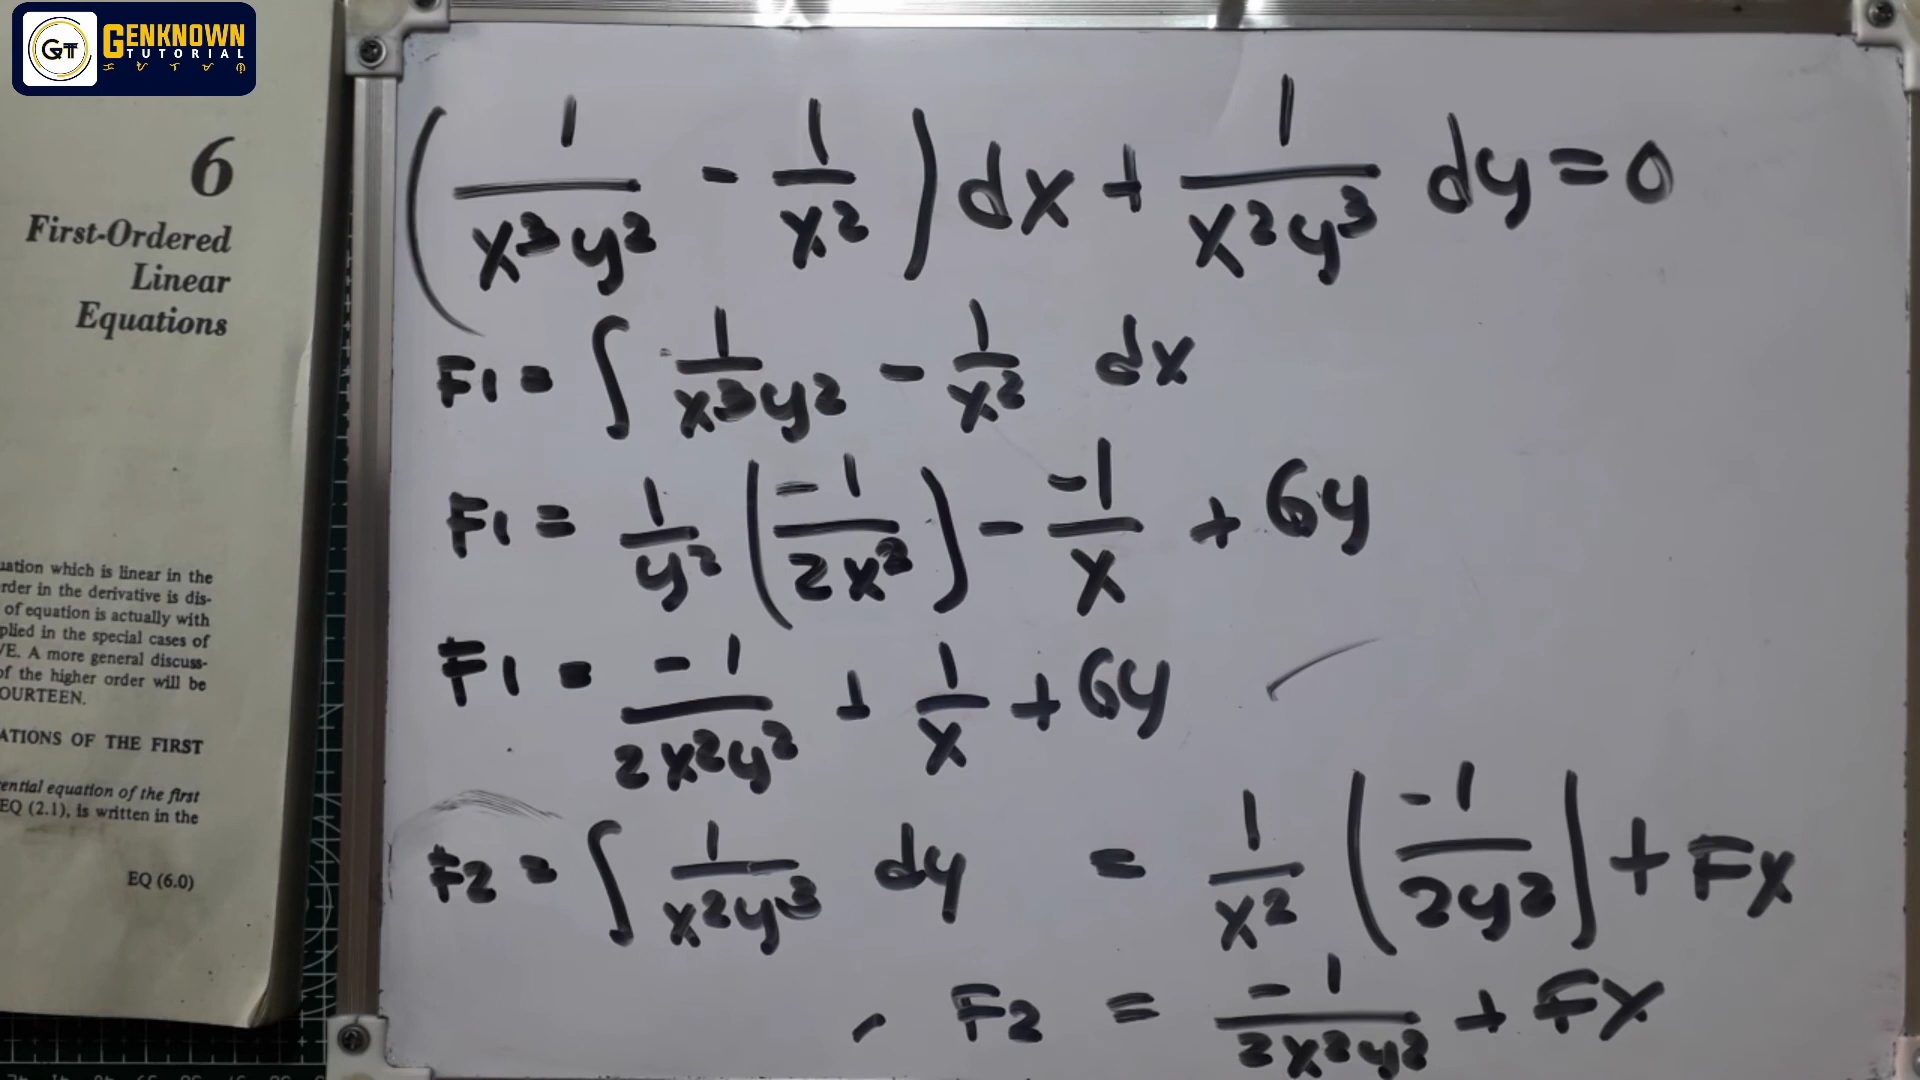 GT GENKNOWN
TUTORIAL
6
First-Ordered
Linear
Equations
uation which is linear in the
rder in the derivative is dis-
of equation is actually with
plied in the special cases of
VE. A more general discuss-
of the higher order will be
OURTEEN.
ATIONS OF THE FIRST
ential equation of the first
EQ (2.1), is written in the
EQ (6.0)
(1/(x³y²) - 1/x²) dx + 1/(x²y³) dy = 0
F1 = ∫ 1/(x³y²) - 1/x² dx
F1 = 1/y² (-1/(2x²)) - -1/x + Gy
F1 = -1/(2x²y²) + 1/x + Gy
F2 = ∫ 1/(x²y³) dy = 1/x² (-1/(2y²)) + Fx
F2 = -1/(2x²y²) + Fx